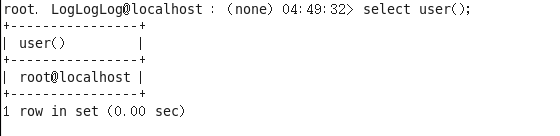 root. LogLogLog@localhost : (none) 04:49:32> select user();
+----------------+
| user()         |
+----------------+
| root@localhost |
+----------------+
1 row in set (0.00 sec)